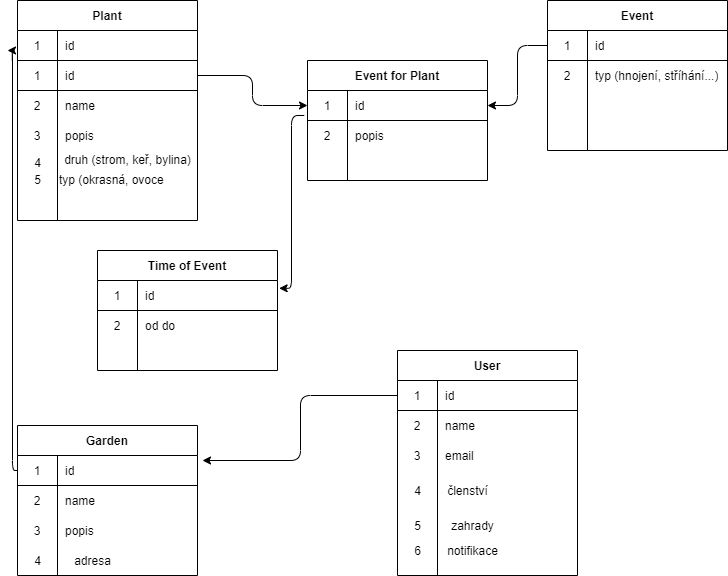 Plant
1 id
1 id
2 name
3 popis
4 druh (strom, keř, bylina)
5 typ (okrasná, ovoce
Event for Plant
1 id
2 popis
Event
1 id
2 typ (hnojení, stříhání...)
Time of Event
1 id
2 od do
User
1 id
2 name
3 email
4 členství
5 zahrady
6 notifikace
Garden
1 id
2 name
3 popis
4 adresa